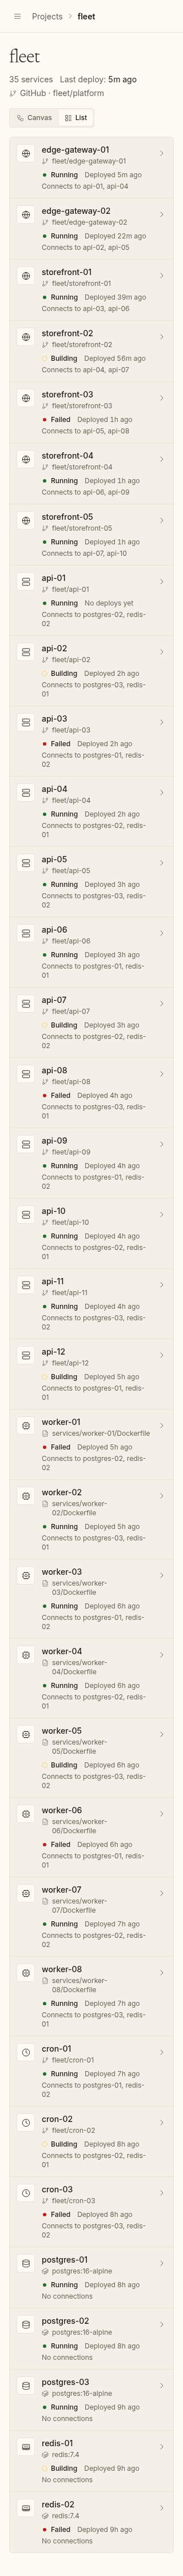 Projects > fleet
fleet
35 services Last deploy: 5m ago
GitHub · fleet/platform
Canvas List
edge-gateway-01
fleet/edge-gateway-01
Running Deployed 5m ago
Connects to api-01, api-04
edge-gateway-02
fleet/edge-gateway-02
Running Deployed 22m ago
Connects to api-02, api-05
storefront-01
fleet/storefront-01
Running Deployed 39m ago
Connects to api-03, api-06
storefront-02
fleet/storefront-02
Building Deployed 56m ago
Connects to api-04, api-07
storefront-03
fleet/storefront-03
Failed Deployed 1h ago
Connects to api-05, api-08
storefront-04
fleet/storefront-04
Running Deployed 1h ago
Connects to api-06, api-09
storefront-05
fleet/storefront-05
Running Deployed 1h ago
Connects to api-07, api-10
api-01
fleet/api-01
Running No deploys yet
Connects to postgres-02, redis-
02
api-02
fleet/api-02
Building Deployed 2h ago
Connects to postgres-03, redis-
01
api-03
fleet/api-03
Failed Deployed 2h ago
Connects to postgres-01, redis-
02
api-04
fleet/api-04
Running Deployed 2h ago
Connects to postgres-02, redis-
01
api-05
fleet/api-05
Running Deployed 3h ago
Connects to postgres-03, redis-
02
api-06
fleet/api-06
Running Deployed 3h ago
Connects to postgres-01, redis-
01
api-07
fleet/api-07
Building Deployed 3h ago
Connects to postgres-02, redis-
02
api-08
fleet/api-08
Failed Deployed 4h ago
Connects to postgres-03, redis-
01
api-09
fleet/api-09
Running Deployed 4h ago
Connects to postgres-01, redis-
02
api-10
fleet/api-10
Running Deployed 4h ago
Connects to postgres-02, redis-
01
api-11
fleet/api-11
Running Deployed 4h ago
Connects to postgres-03, redis-
02
api-12
fleet/api-12
Building Deployed 5h ago
Connects to postgres-01, redis-
01
worker-01
services/worker-01/Dockerfile
Failed Deployed 5h ago
Connects to postgres-02, redis-
02
worker-02
services/worker-
02/Dockerfile
Running Deployed 5h ago
Connects to postgres-03, redis-
01
worker-03
services/worker-
03/Dockerfile
Running Deployed 6h ago
Connects to postgres-01, redis-
02
worker-04
services/worker-
04/Dockerfile
Running Deployed 6h ago
Connects to postgres-02, redis-
01
worker-05
services/worker-
05/Dockerfile
Building Deployed 6h ago
Connects to postgres-03, redis-
02
worker-06
services/worker-
06/Dockerfile
Failed Deployed 6h ago
Connects to postgres-01, redis-
01
worker-07
services/worker-
07/Dockerfile
Running Deployed 7h ago
Connects to postgres-02, redis-
02
worker-08
services/worker-
08/Dockerfile
Running Deployed 7h ago
Connects to postgres-03, redis-
01
cron-01
fleet/cron-01
Running Deployed 7h ago
Connects to postgres-01, redis-
02
cron-02
fleet/cron-02
Building Deployed 8h ago
Connects to postgres-02, redis-
01
cron-03
fleet/cron-03
Failed Deployed 8h ago
Connects to postgres-03, redis-
02
postgres-01
postgres:16-alpine
Running Deployed 8h ago
No connections
postgres-02
postgres:16-alpine
Running Deployed 8h ago
No connections
postgres-03
postgres:16-alpine
Running Deployed 9h ago
No connections
redis-01
redis:7.4
Building Deployed 9h ago
No connections
redis-02
redis:7.4
Failed Deployed 9h ago
No connections